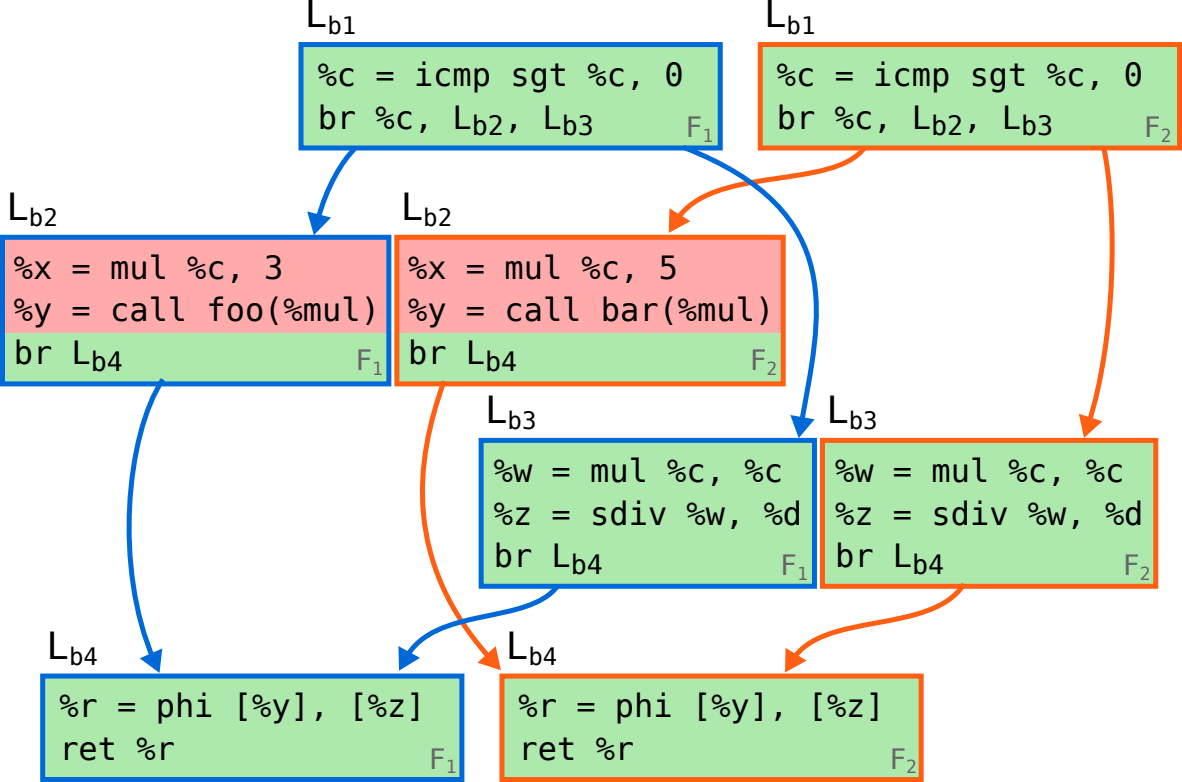 Lb1
%c = icmp sgt %c, 0
br %c, Lb2, Lb3
F1
Lb1
%c = icmp sgt %c, 0
br %c, Lb2, Lb3
F2
Lb2
%x = mul %c, 3
%y = call foo(%mul)
br Lb4
F1
Lb2
%x = mul %c, 5
%y = call bar(%mul)
br Lb4
F2
Lb3
%w = mul %c, %c
%z = sdiv %w, %d
br Lb4
F1
Lb3
%w = mul %c, %c
%z = sdiv %w, %d
br Lb4
F2
Lb4
%r = phi [%y], [%z]
ret %r
F1
Lb4
%r = phi [%y], [%z]
ret %r
F2